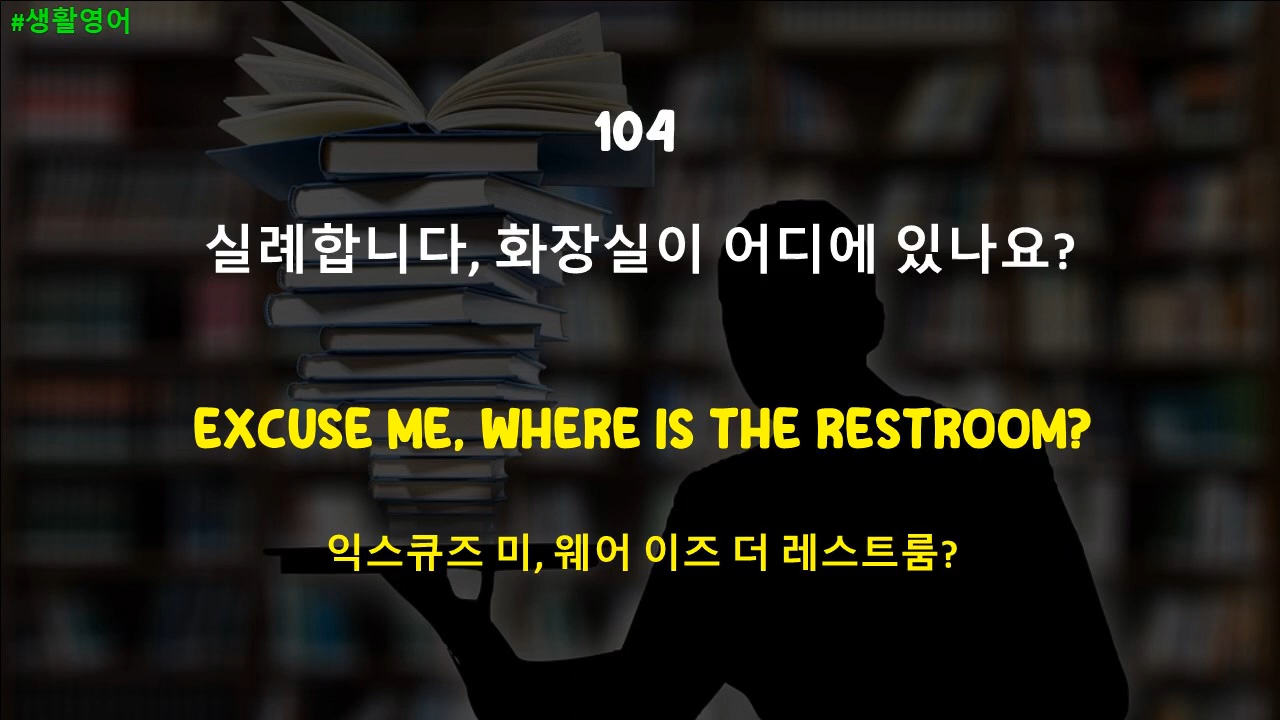 #생활영어
104
실례합니다, 화장실이 어디에 있나요?
EXCUSE ME, WHERE IS THE RESTROOM?
익스큐즈 미, 웨어 이즈 더 레스트룸?